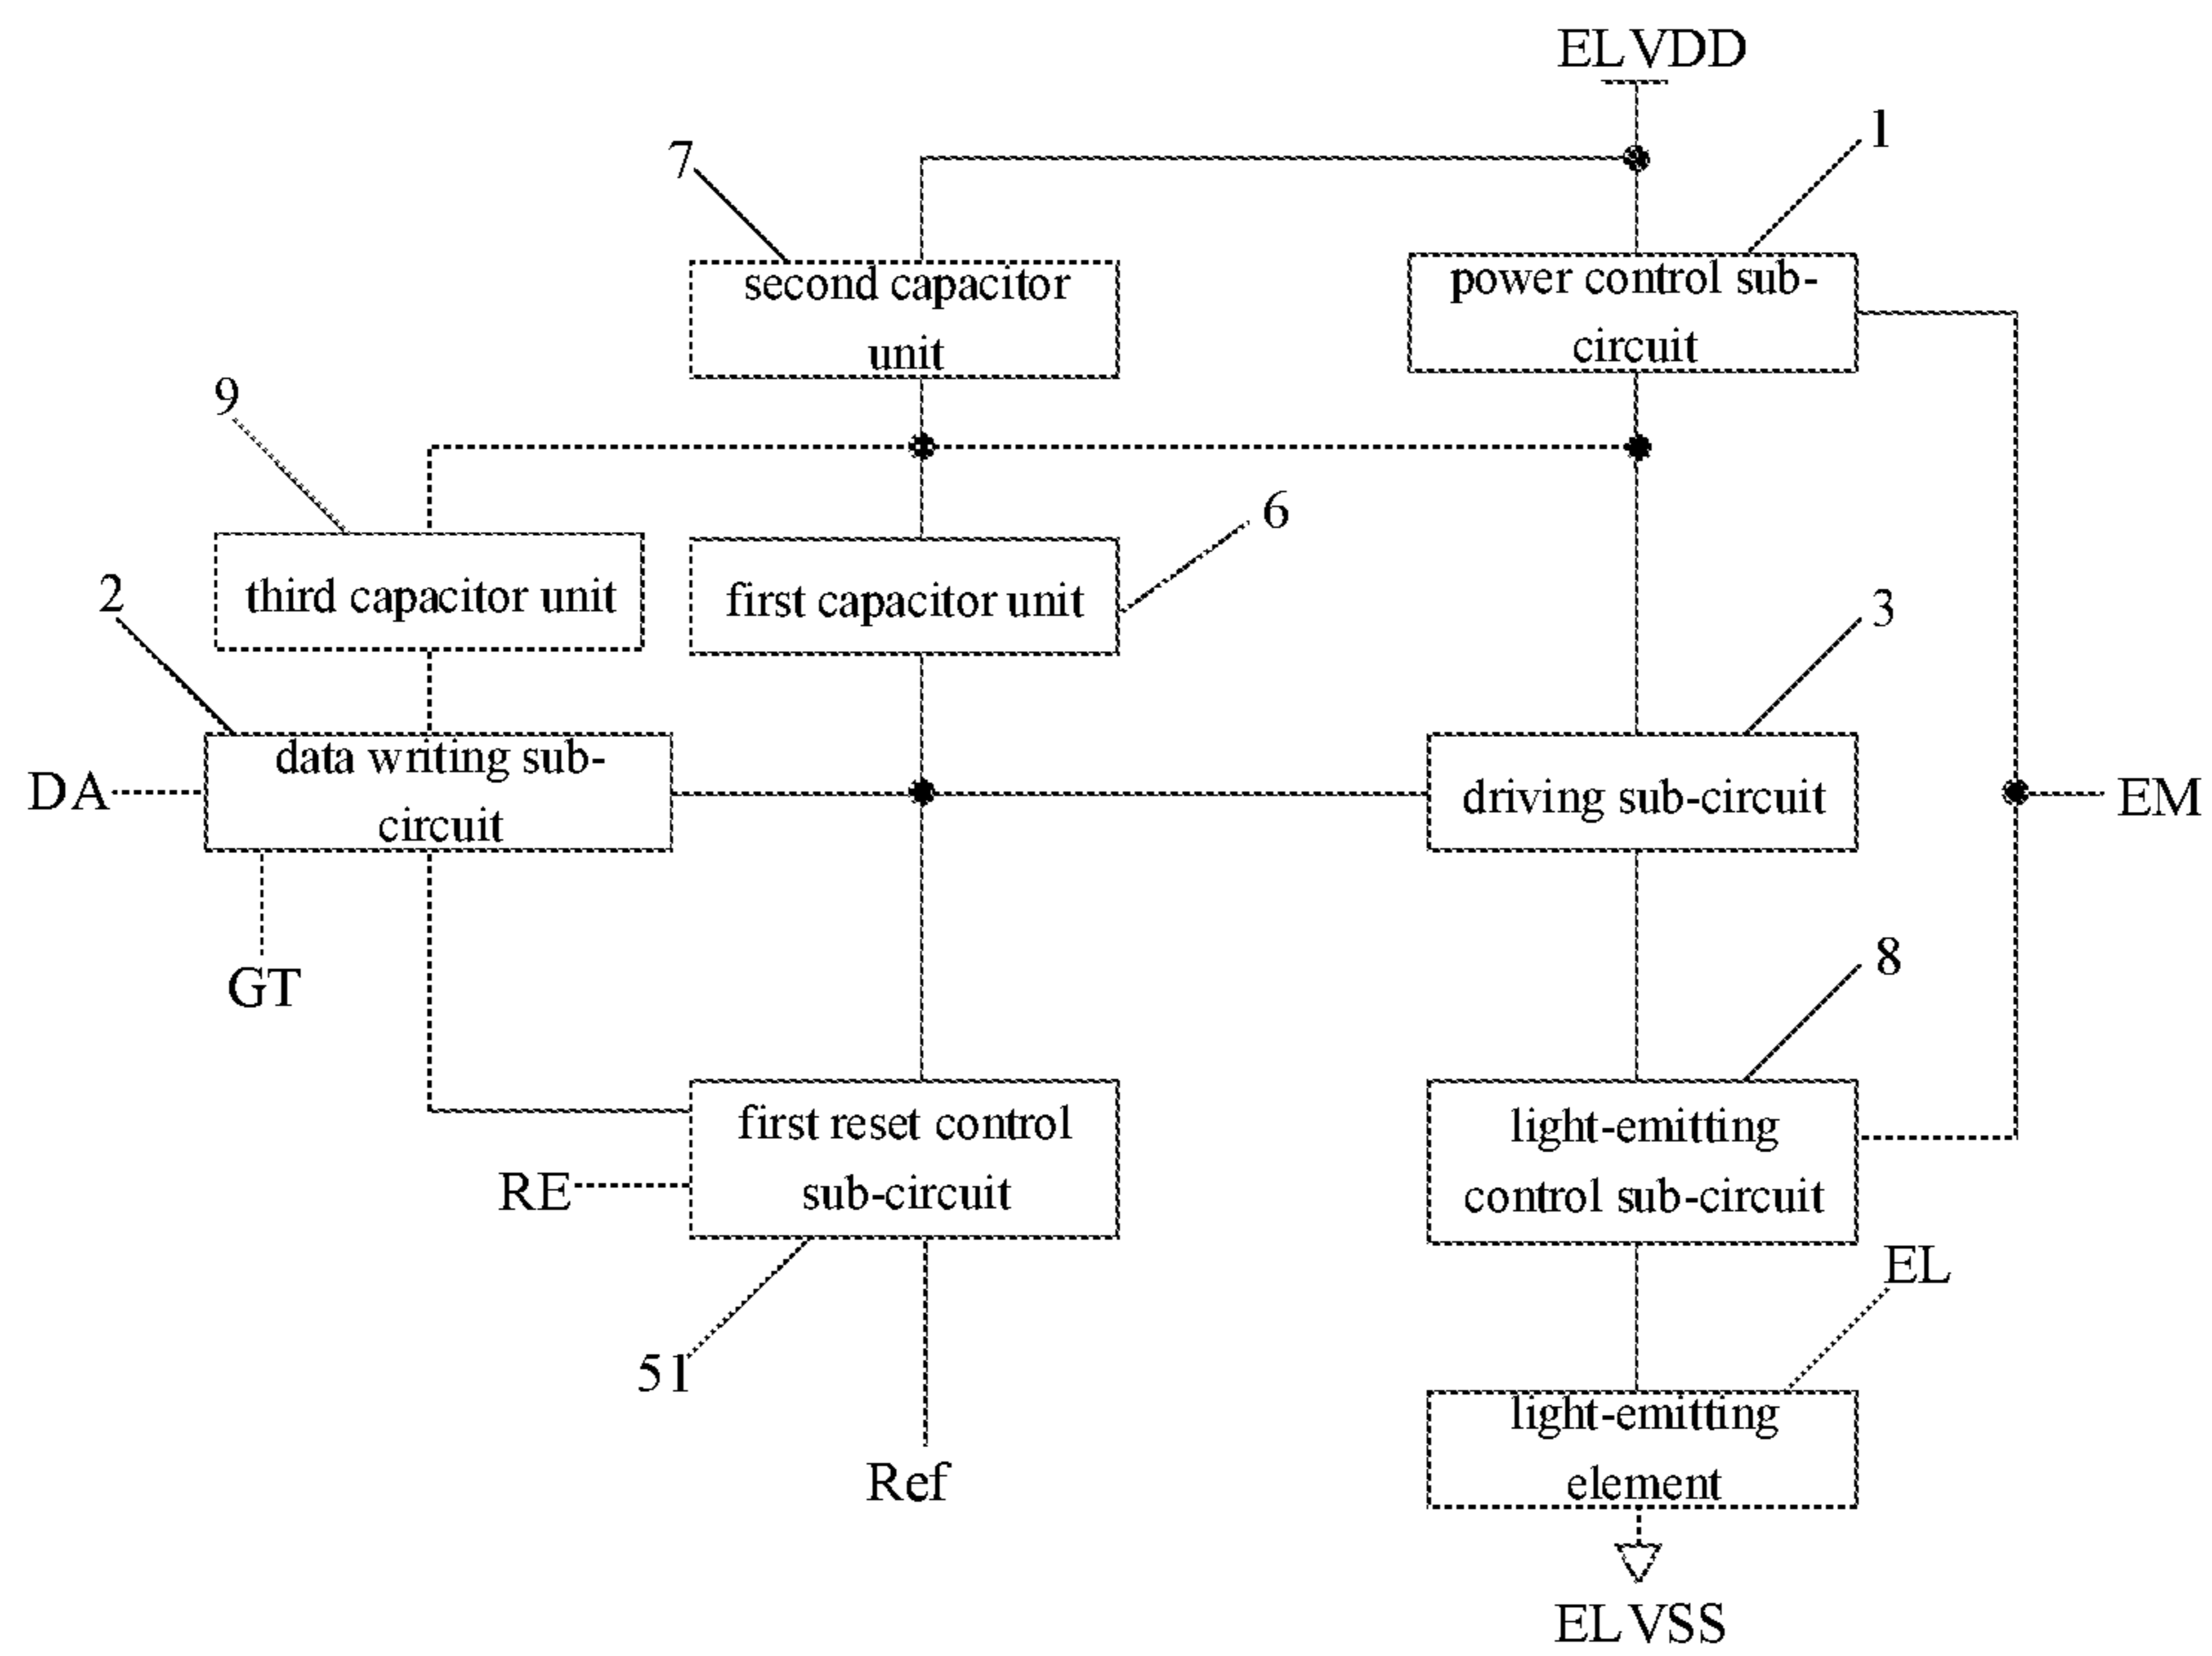 ELVDD
1
7
second capacitor
unit
power control sub-
circuit
9
6
third capacitor unit
first capacitor unit
2
3
data writing sub-
circuit
DA
driving sub-circuit
EM
GT
8
first reset control
sub-circuit
RE
light-emitting
control sub-circuit
EL
51
light-emitting
element
Ref
ELVSS